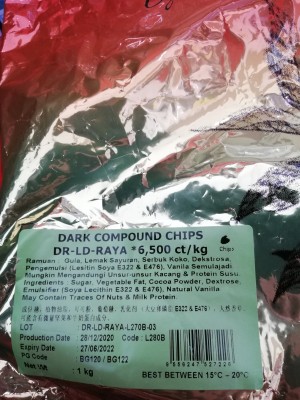 DARK COMPOUND CHIPS
DR-LD-RAYA *6,500 ct/kg
Ramuan : Gula, Lemak Sayuran, Serbuk Koko, Dekstrosa,
Pengemulsi (Lesitin Soya E322 & E476), Vanila Semulajadi
Mungkin Mengandungi Unsur-unsur Kacang & Protein Susu.
Ingredients : Sugar, Vegetable Fat, Cocoa Powder, Dextrose,
Emulsifier (Soya Lecithin E322 & E476), Natural Vanilla
May Contain Traces Of Nuts & Milk Protein.
LOT DR-LD-RAYA-L270B-03
Production Date 28/12/2020 Code: L280B
Expiry Date 27/06/2022
PG Code BG120 / BG122
1 kg
BEST BETWEEN 15°C – 20°C